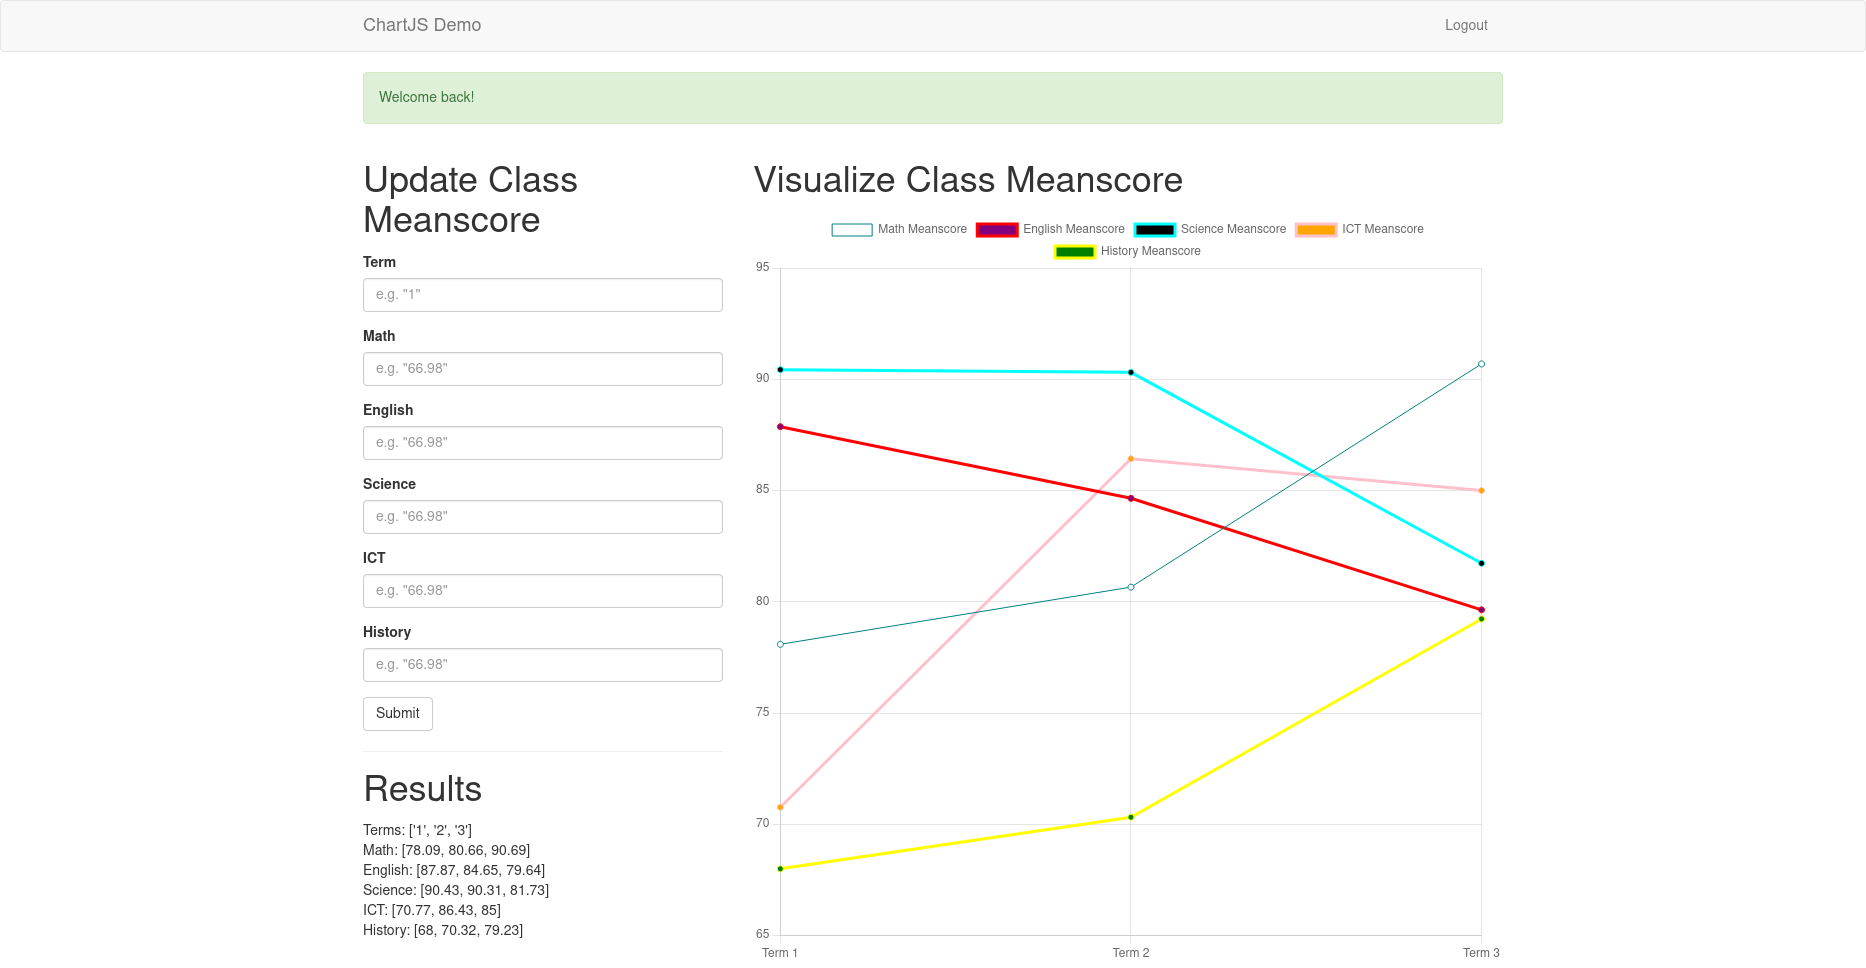 ChartJS Demo
Logout
Welcome back!
Update Class
Meanscore
Term
e.g. "1"
Math
e.g. "66.98"
English
e.g. "66.98"
Science
e.g. "66.98"
ICT
e.g. "66.98"
History
e.g. "66.98"
Submit
Results
Terms: ['1', '2', '3']
Math: [78.09, 80.66, 90.69]
English: [87.87, 84.65, 79.64]
Science: [90.43, 90.31, 81.73]
ICT: [70.77, 86.43, 85]
History: [68, 70.32, 79.23]
Visualize Class Meanscore
Math Meanscore English Meanscore Science Meanscore ICT Meanscore
History Meanscore
95
90
85
80
75
70
65
Term 1 Term 2 Term 3